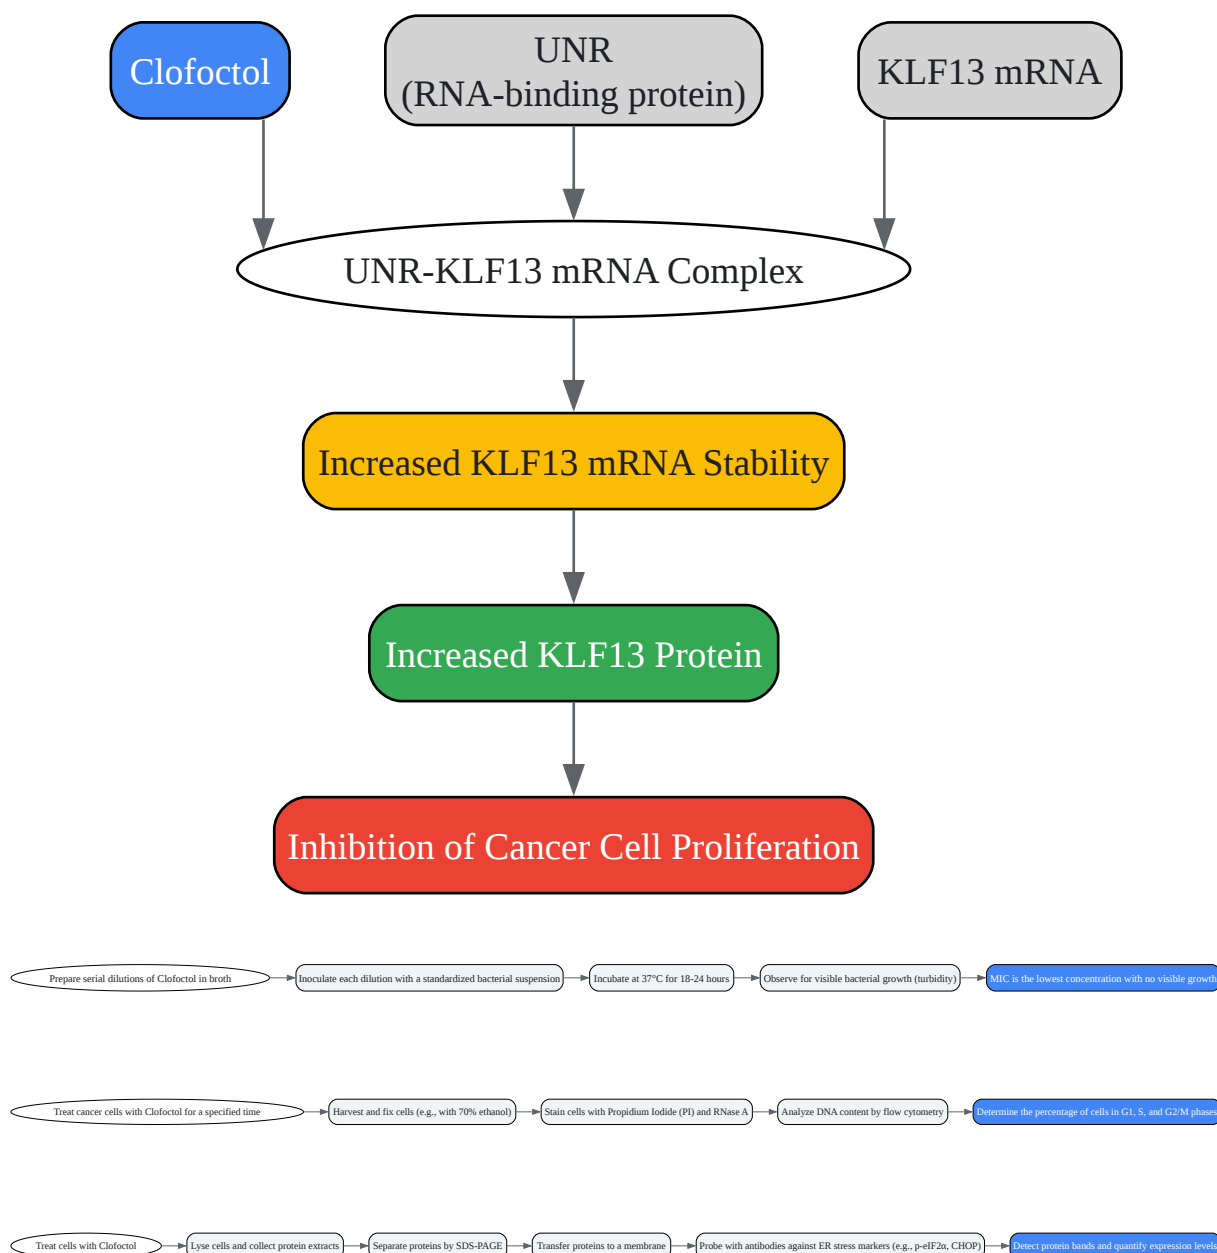 Clofoctol
UNR
(RNA-binding protein)
KLF13 mRNA
UNR-KLF13 mRNA Complex
Increased KLF13 mRNA Stability
Increased KLF13 Protein
Inhibition of Cancer Cell Proliferation
Prepare serial dilutions of Clofoctol in broth
Inoculate each dilution with a standardized bacterial suspension
Incubate at 37°C for 18-24 hours
Observe for visible bacterial growth (turbidity)
MIC is the lowest concentration with no visible growth
Treat cancer cells with Clofoctol for a specified time
Harvest and fix cells (e.g., with 70% ethanol)
Stain cells with Propidium Iodide (PI) and RNase A
Analyze DNA content by flow cytometry
Determine the percentage of cells in G1, S, and G2/M phases
Treat cells with Clofoctol
Lyse cells and collect protein extracts
Separate proteins by SDS-PAGE
Transfer proteins to a membrane
Probe with antibodies against ER stress markers (e.g., p-eIF2α, CHOP)
Detect protein bands and quantify expression levels